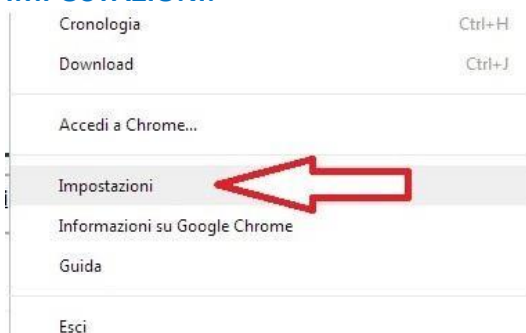 Cronologia Ctrl+H
Download Ctrl+J
Accedi a Chrome...
Impostazioni
Informazioni su Google Chrome
Guida
Esci